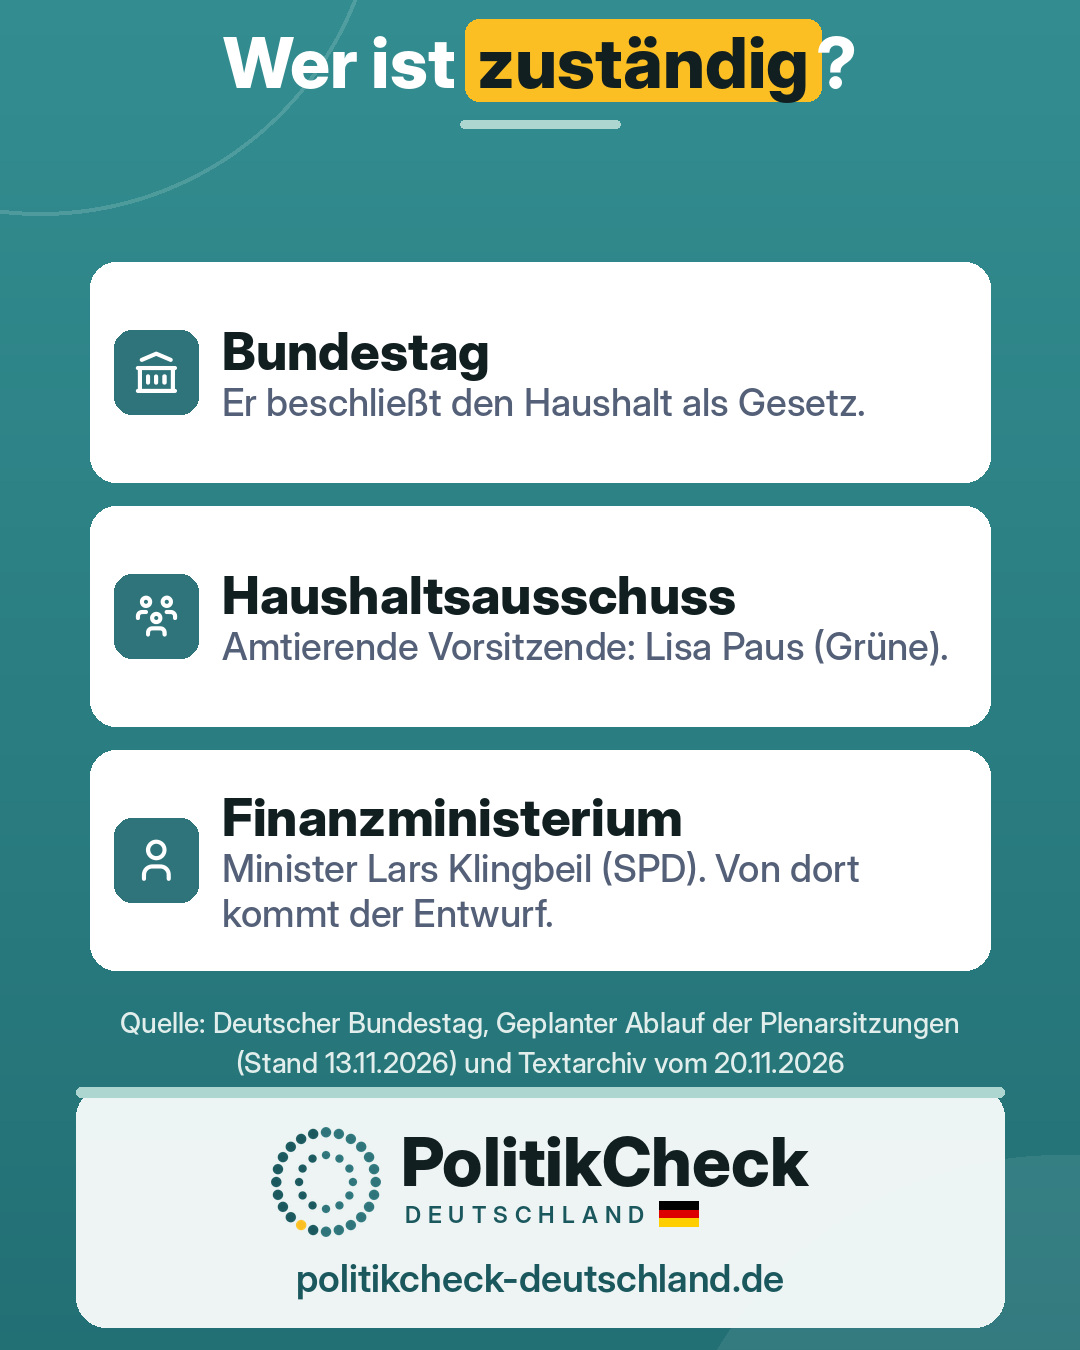 Wer ist zuständig?
Bundestag
Er beschließt den Haushalt als Gesetz.
Haushaltsausschuss
Amtierende Vorsitzende: Lisa Paus (Grüne).
Finanzministerium
Minister Lars Klingbeil (SPD). Von dort
kommt der Entwurf.
Quelle: Deutscher Bundestag, Geplanter Ablauf der Plenarsitzungen
(Stand 13.11.2026) und Textarchiv vom 20.11.2026
PolitikCheck
DEUTSCHLAND
politikcheck-deutschland.de